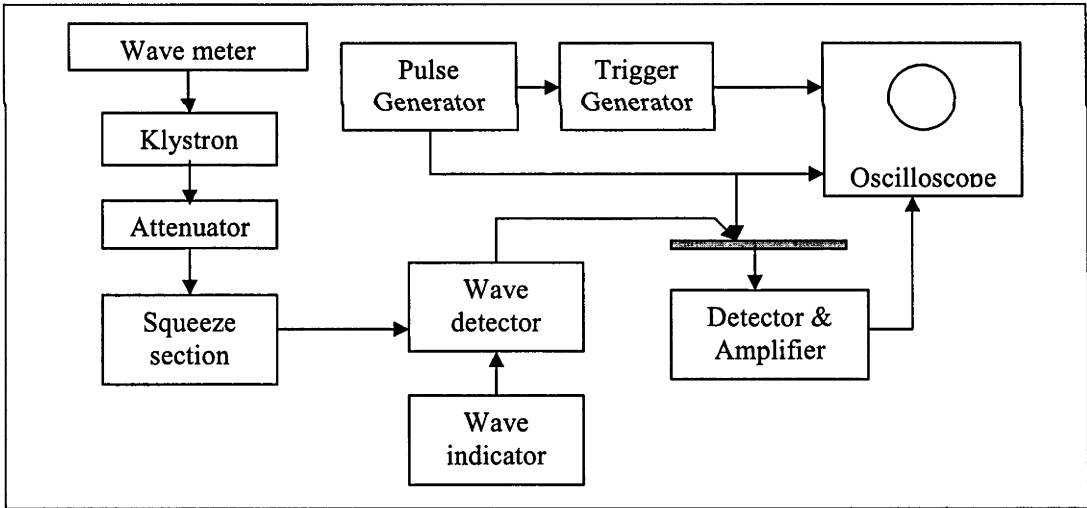 Wave meter
Klystron
Attenuator
Squeeze
section
Pulse
Generator
Trigger
Generator
Oscilloscope
Wave
detector
Wave
indicator
Detector &
Amplifier